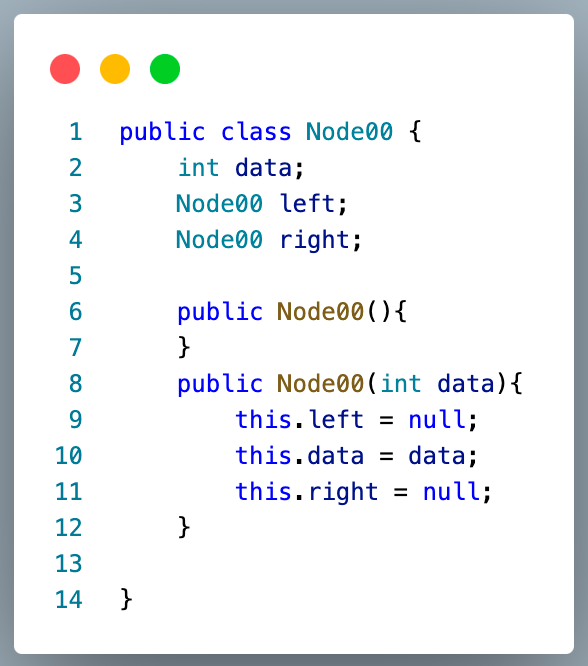 1 public class Node00 {
2 int data;
3 Node00 left;
4 Node00 right;
5
6 public Node00(){
7 }
8 public Node00(int data){
9 this.left = null;
10 this.data = data;
11 this.right = null;
12 }
13
14 }